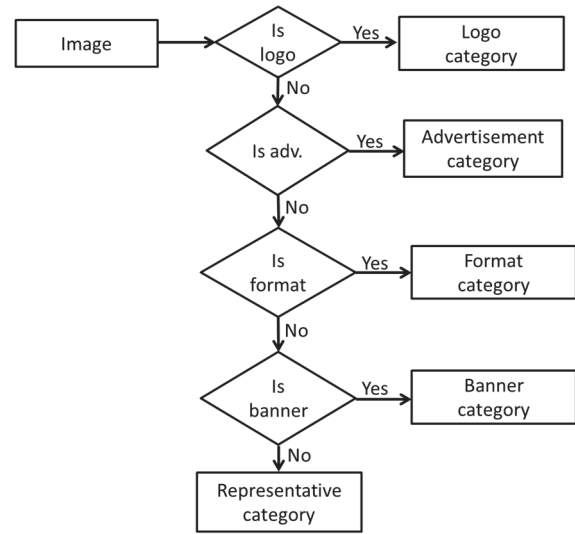 Image
Is
logo
Yes
Logo
category
No
Is adv.
Yes
Advertisement
category
No
Is
format
Yes
Format
category
No
Is
banner
Yes
Banner
category
No
Representative
category